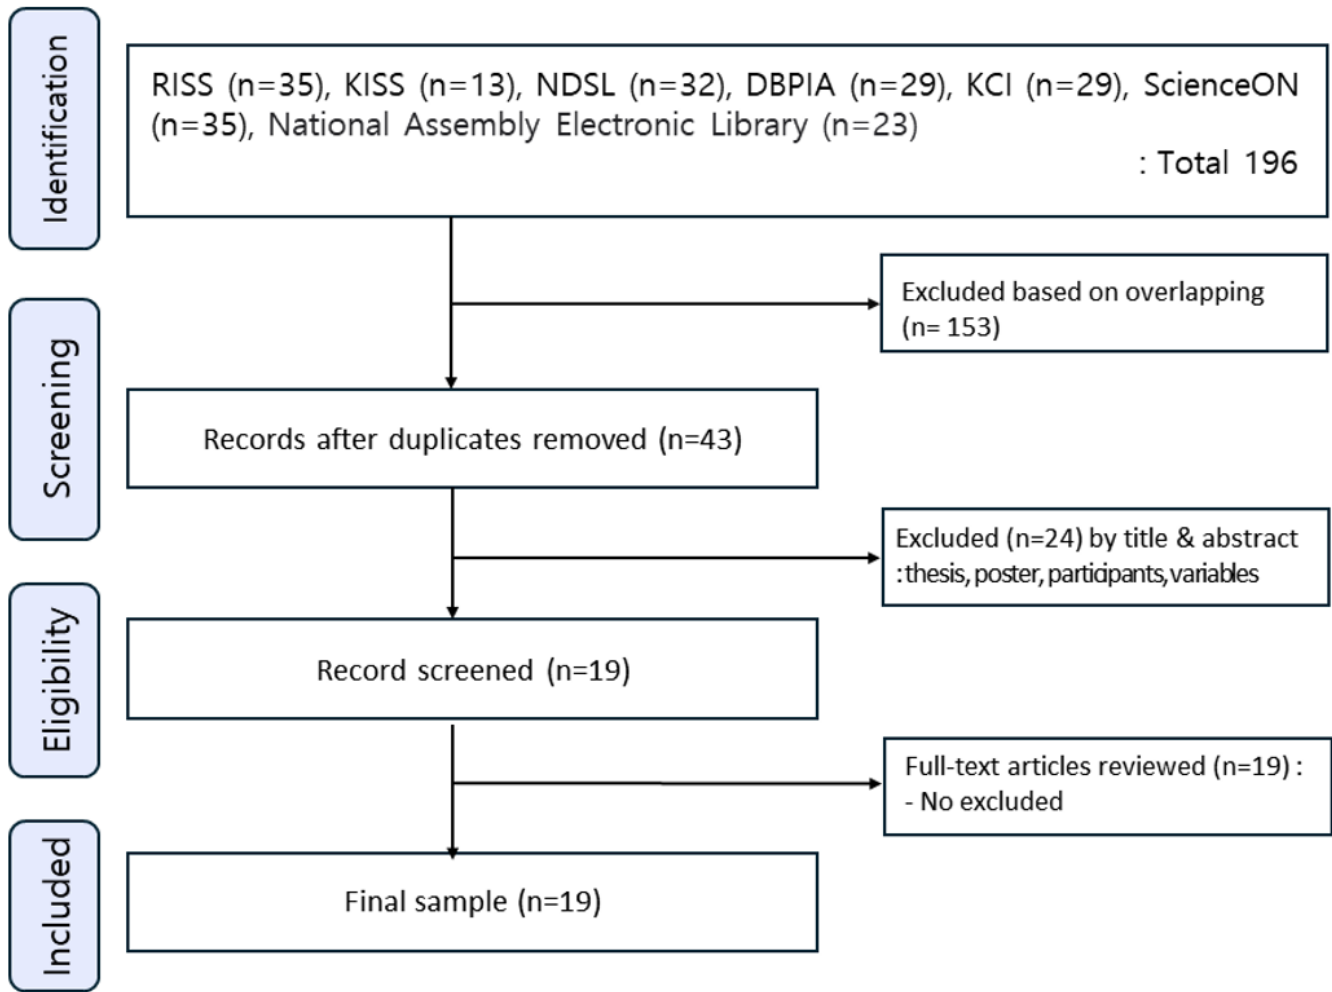 Identification
RISS (n=35), KISS (n=13), NDSL (n=32), DBPIA (n=29), KCI (n=29), ScienceON
(n=35), National Assembly Electronic Library (n=23)
: Total 196
Excluded based on overlapping
(n= 153)
Screening
Records after duplicates removed (n=43)
Excluded (n=24) by title & abstract
: thesis, poster, participants, variables
Eligibility
Record screened (n=19)
Full-text articles reviewed (n=19) :
- No excluded
Included
Final sample (n=19)